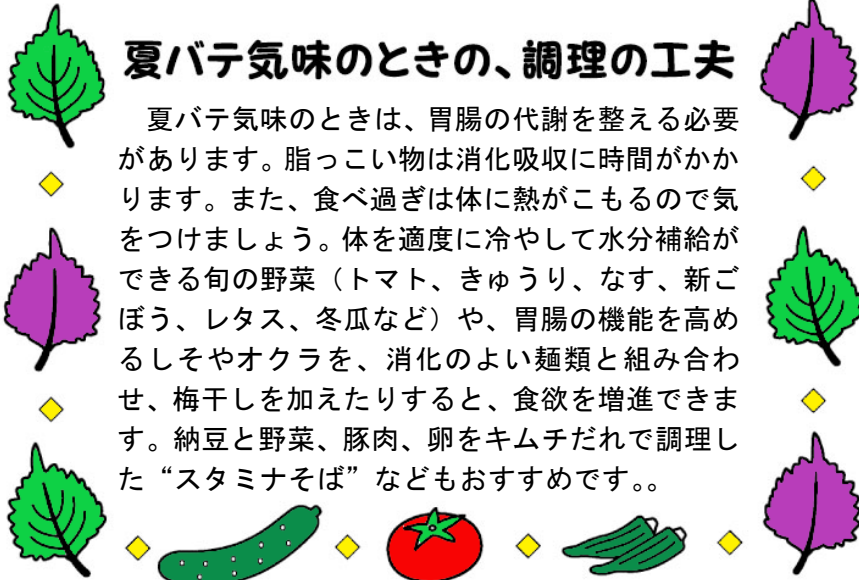 夏バテ気味のときの、調理の工夫
　夏バテ気味のときは、胃腸の代謝を整える必要
があります。脂っこい物は消化吸収に時間がかか
ります。また、食べ過ぎは体に熱がこもるので気
をつけましょう。体を適度に冷やして水分補給が
できる旬の野菜（トマト、きゅうり、なす、新ご
ぼう、レタス、冬瓜など）や、胃腸の機能を高め
るしそやオクラを、消化のよい麺類と組み合わ
せ、梅干しを加えたりすると、食欲を増進できま
す。納豆と野菜、豚肉、卵をキムチだれで調理し
た“スタミナそば”などもおすすめです。。